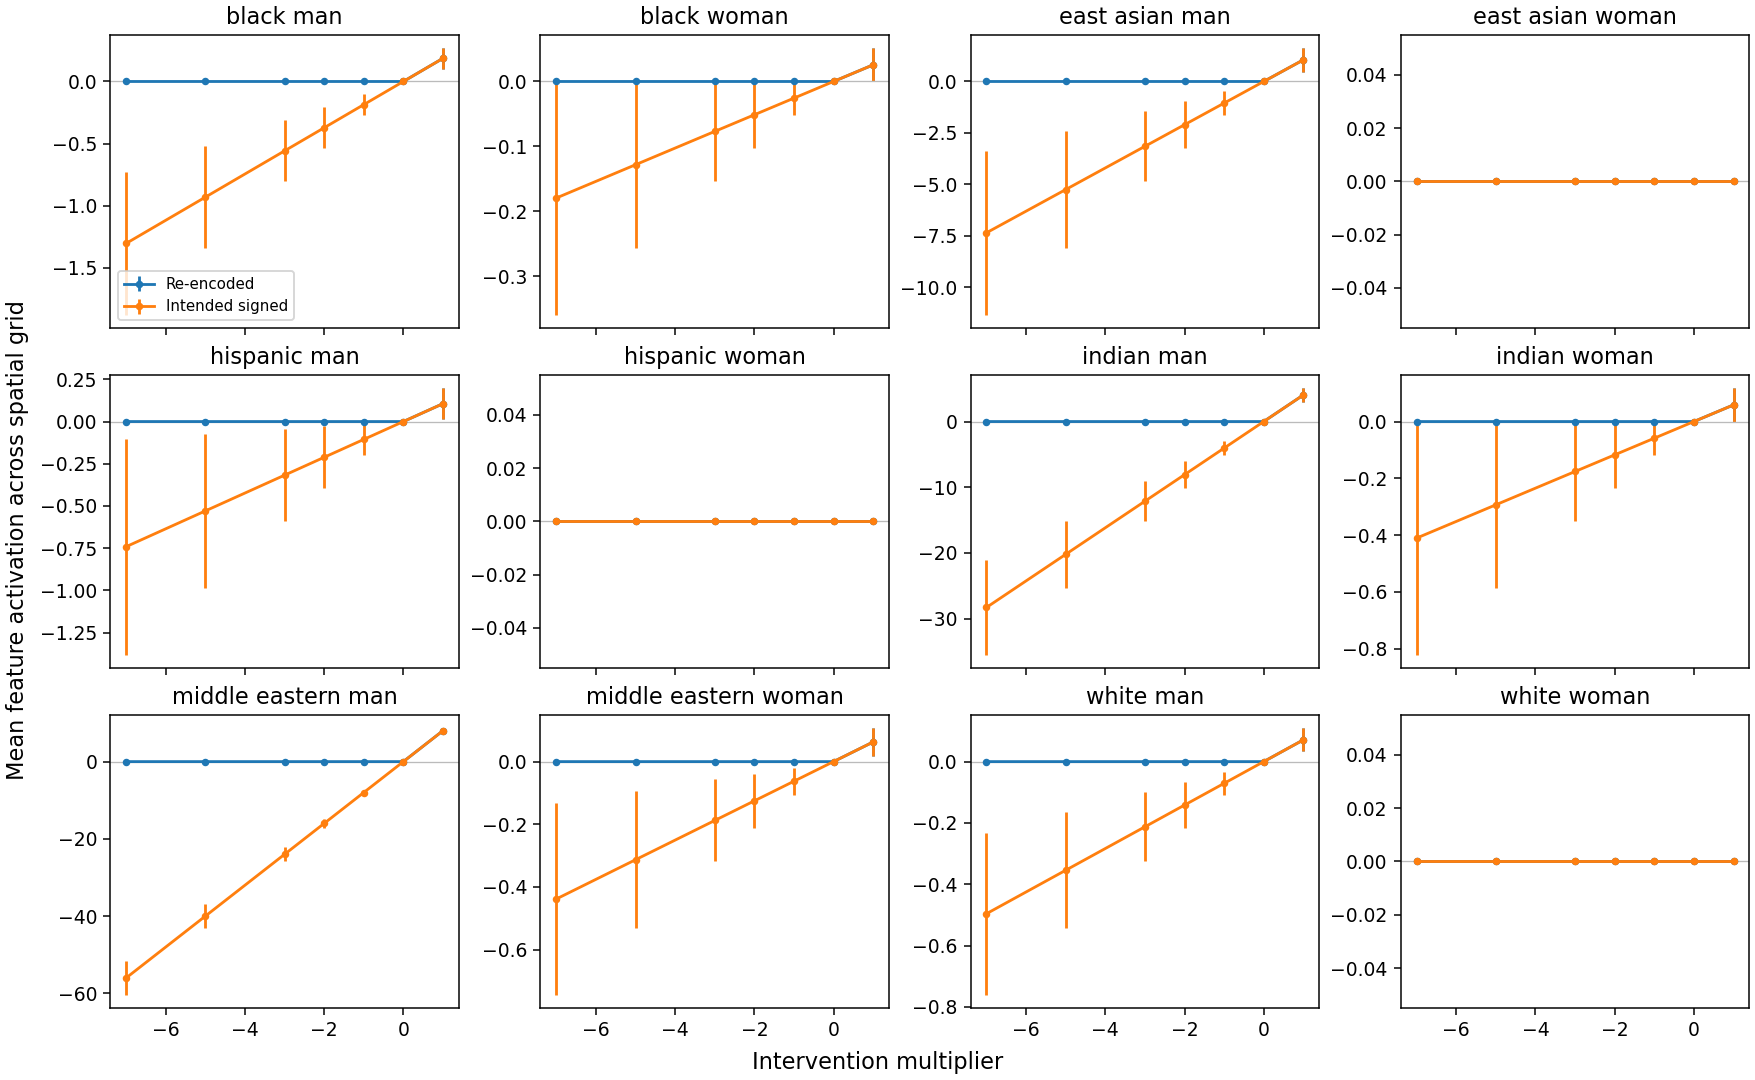 black man
black woman
east asian man
east asian woman
0.0
−0.5
−1.0
−1.5
0.0
−0.1
−0.2
−0.3
0.0
−2.5
−5.0
−7.5
−10.0
0.04
0.02
0.00
−0.02
−0.04
Re-encoded
Intended signed
Mean feature activation across spatial grid
hispanic man
hispanic woman
indian man
indian woman
0.25
0.00
−0.25
−0.50
−0.75
−1.00
−1.25
0.04
0.02
0.00
−0.02
−0.04
0
−10
−20
−30
0.0
−0.2
−0.4
−0.6
−0.8
middle eastern man
middle eastern woman
white man
white woman
0
−20
−40
−60
0.0
−0.2
−0.4
−0.6
0.0
−0.2
−0.4
−0.6
−0.8
0.04
0.02
0.00
−0.02
−0.04
−6 −4 −2 0
−6 −4 −2 0
−6 −4 −2 0
−6 −4 −2 0
Intervention multiplier